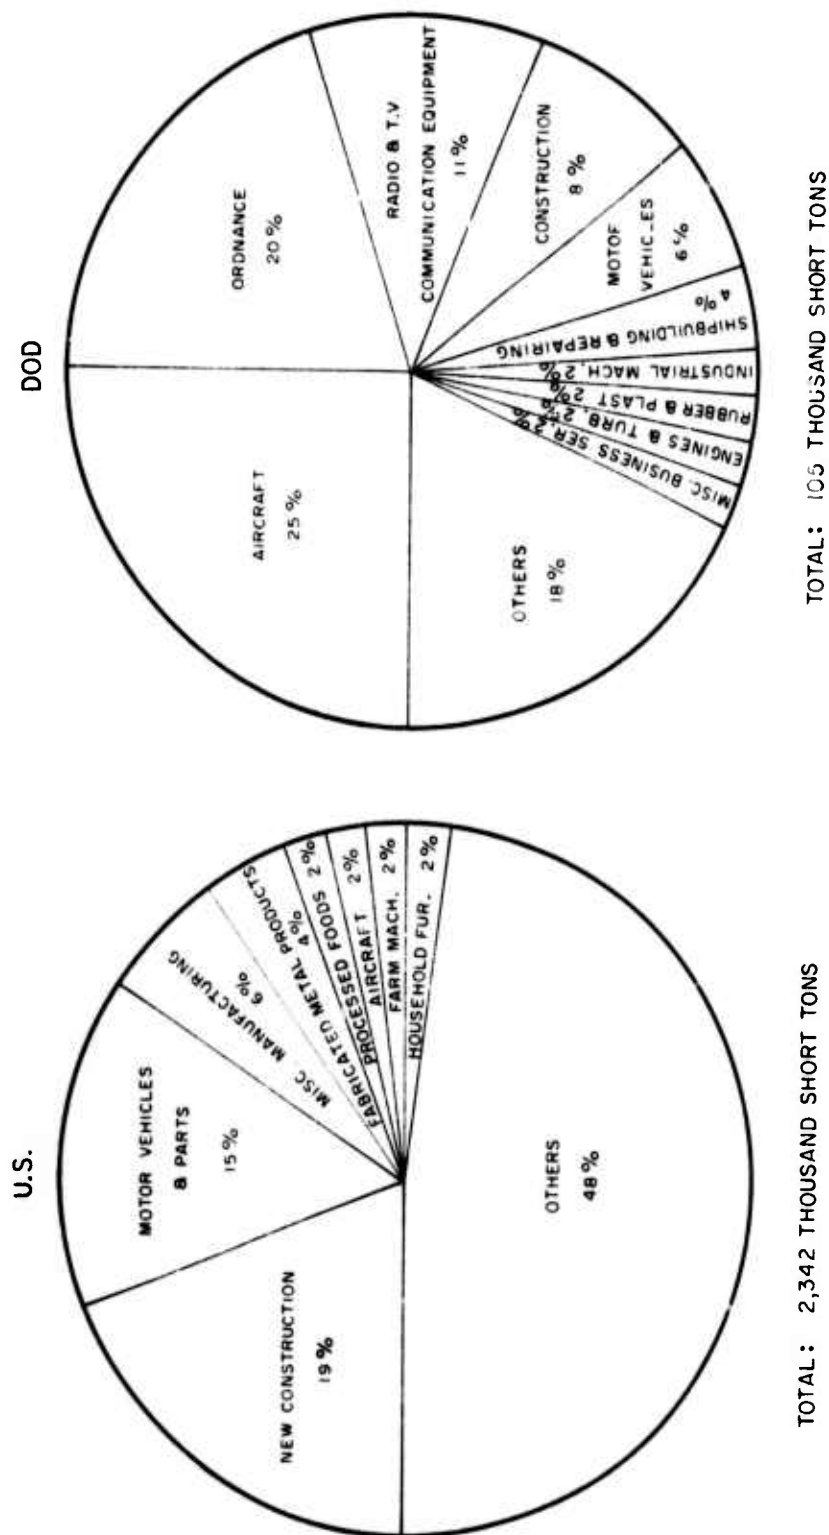 U.S.
NEW CONSTRUCTION
19%
MOTOR VEHICLES
& PARTS
15%
MISC. MANUFACTURING
6%
FABRICATED METAL PRODUCTS
4%
PROCESSED FOODS 2%
AIRCRAFT 2%
FARM MACH. 2%
HOUSEHOLD FUR. 2%
OTHERS
48%
TOTAL: 2,342 THOUSAND SHORT TONS
DOD
AIRCRAFT
25%
ORDNANCE
20%
RADIO & T.V
COMMUNICATION EQUIPMENT
11%
CONSTRUCTION
8%
MOTOF
VEHICLES
6%
SHIPBUILDING & REPAIRING
4%
INDUSTRIAL MACH. 2%
RUBBER & PLAST 2%
ENGINES & TURB, 2%
MISC. BUSINESS SER. 2%
OTHERS
18%
TOTAL: 105 THOUSAND SHORT TONS